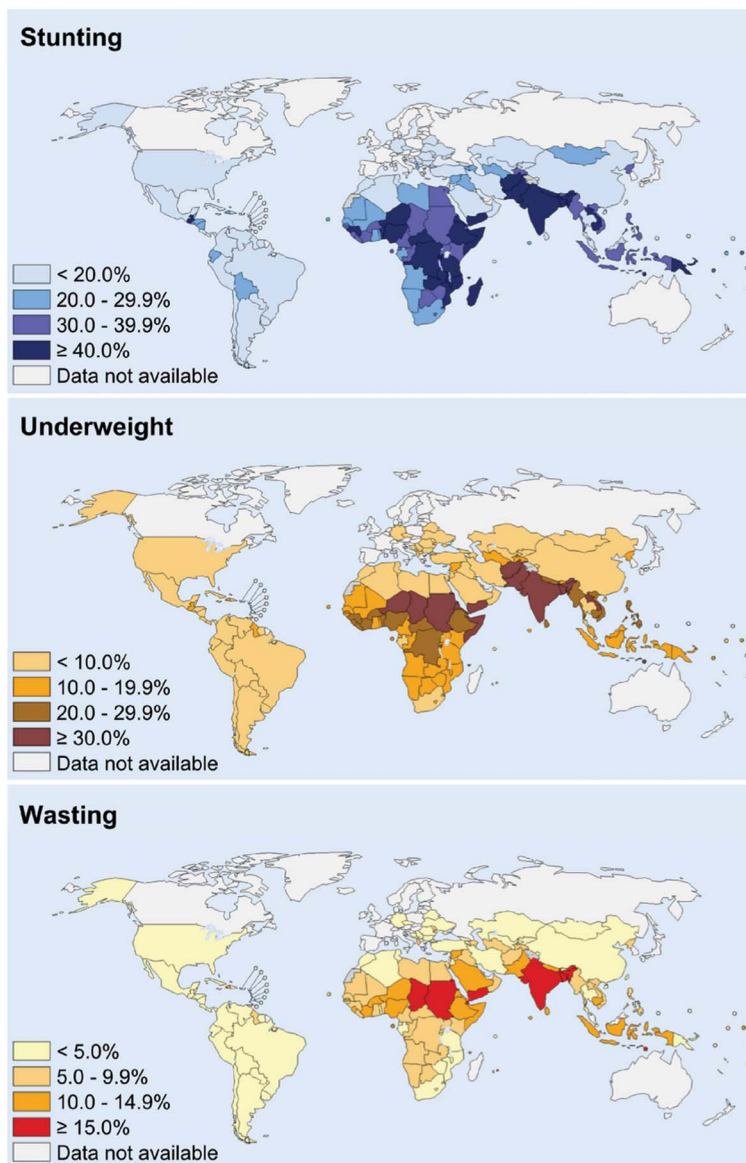 Stunting
< 20.0%
20.0 - 29.9%
30.0 - 39.9%
≥ 40.0%
Data not available
Underweight
< 10.0%
10.0 - 19.9%
20.0 - 29.9%
≥ 30.0%
Data not available
Wasting
< 5.0%
5.0 - 9.9%
10.0 - 14.9%
≥ 15.0%
Data not available